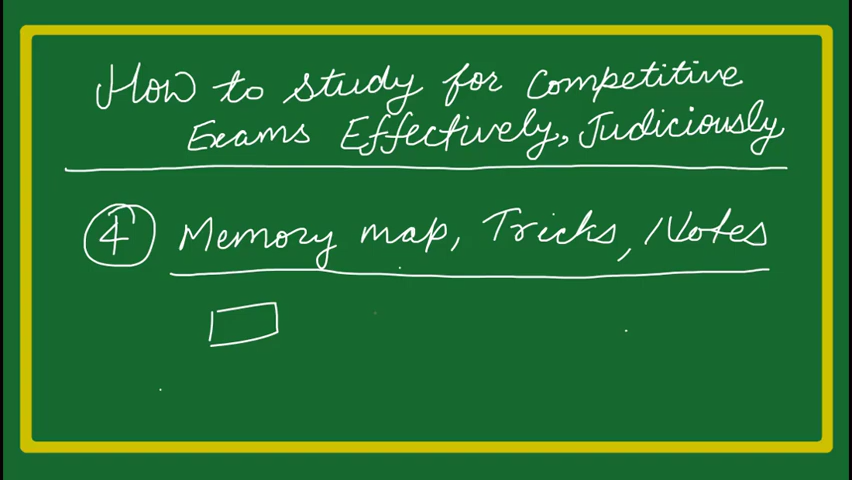 How to study for competitive
Exams Effectively, Judiciously
4 Memory map, Tricks, Notes